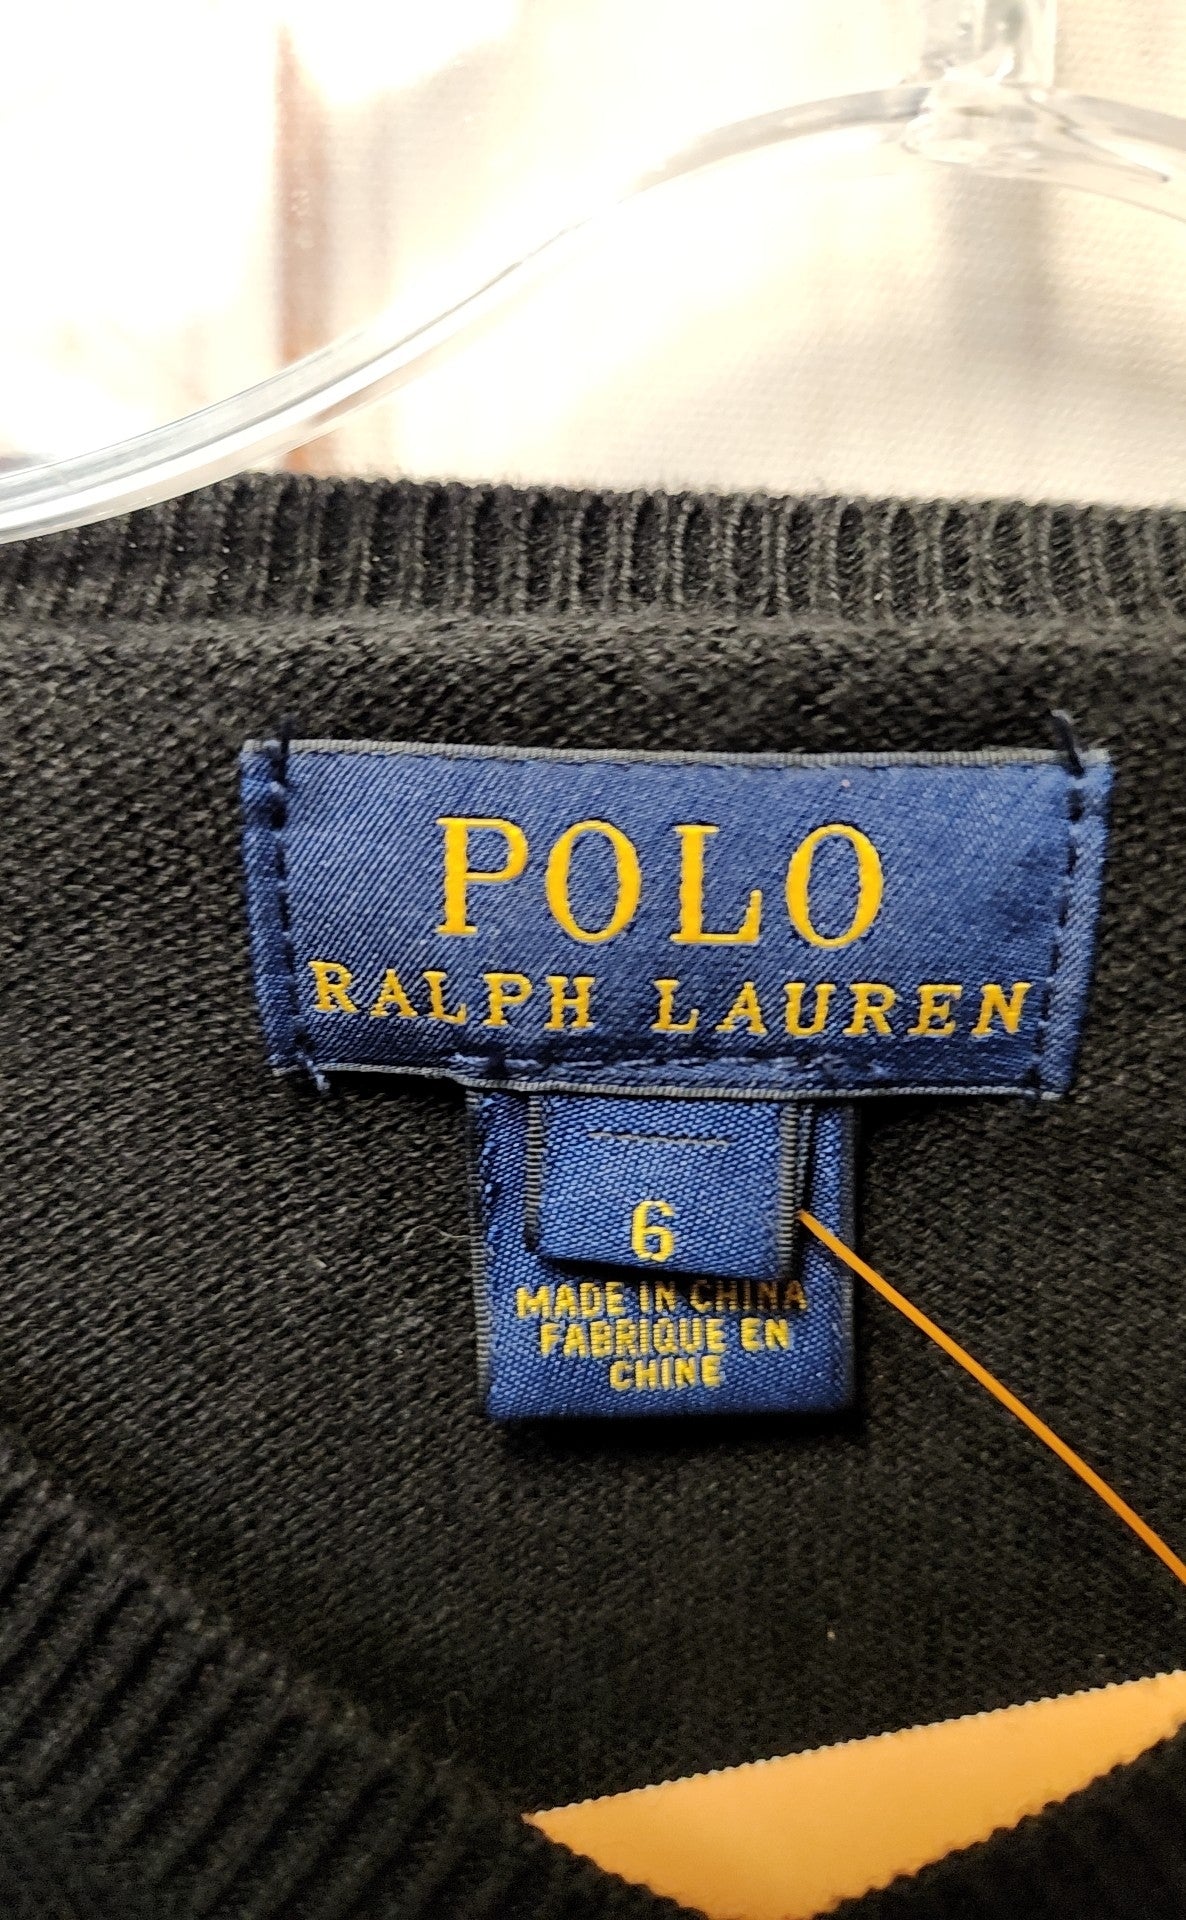 POLO
RALPH LAUREN
6
MADE IN CHINA
FABRIQUE EN
CHINE